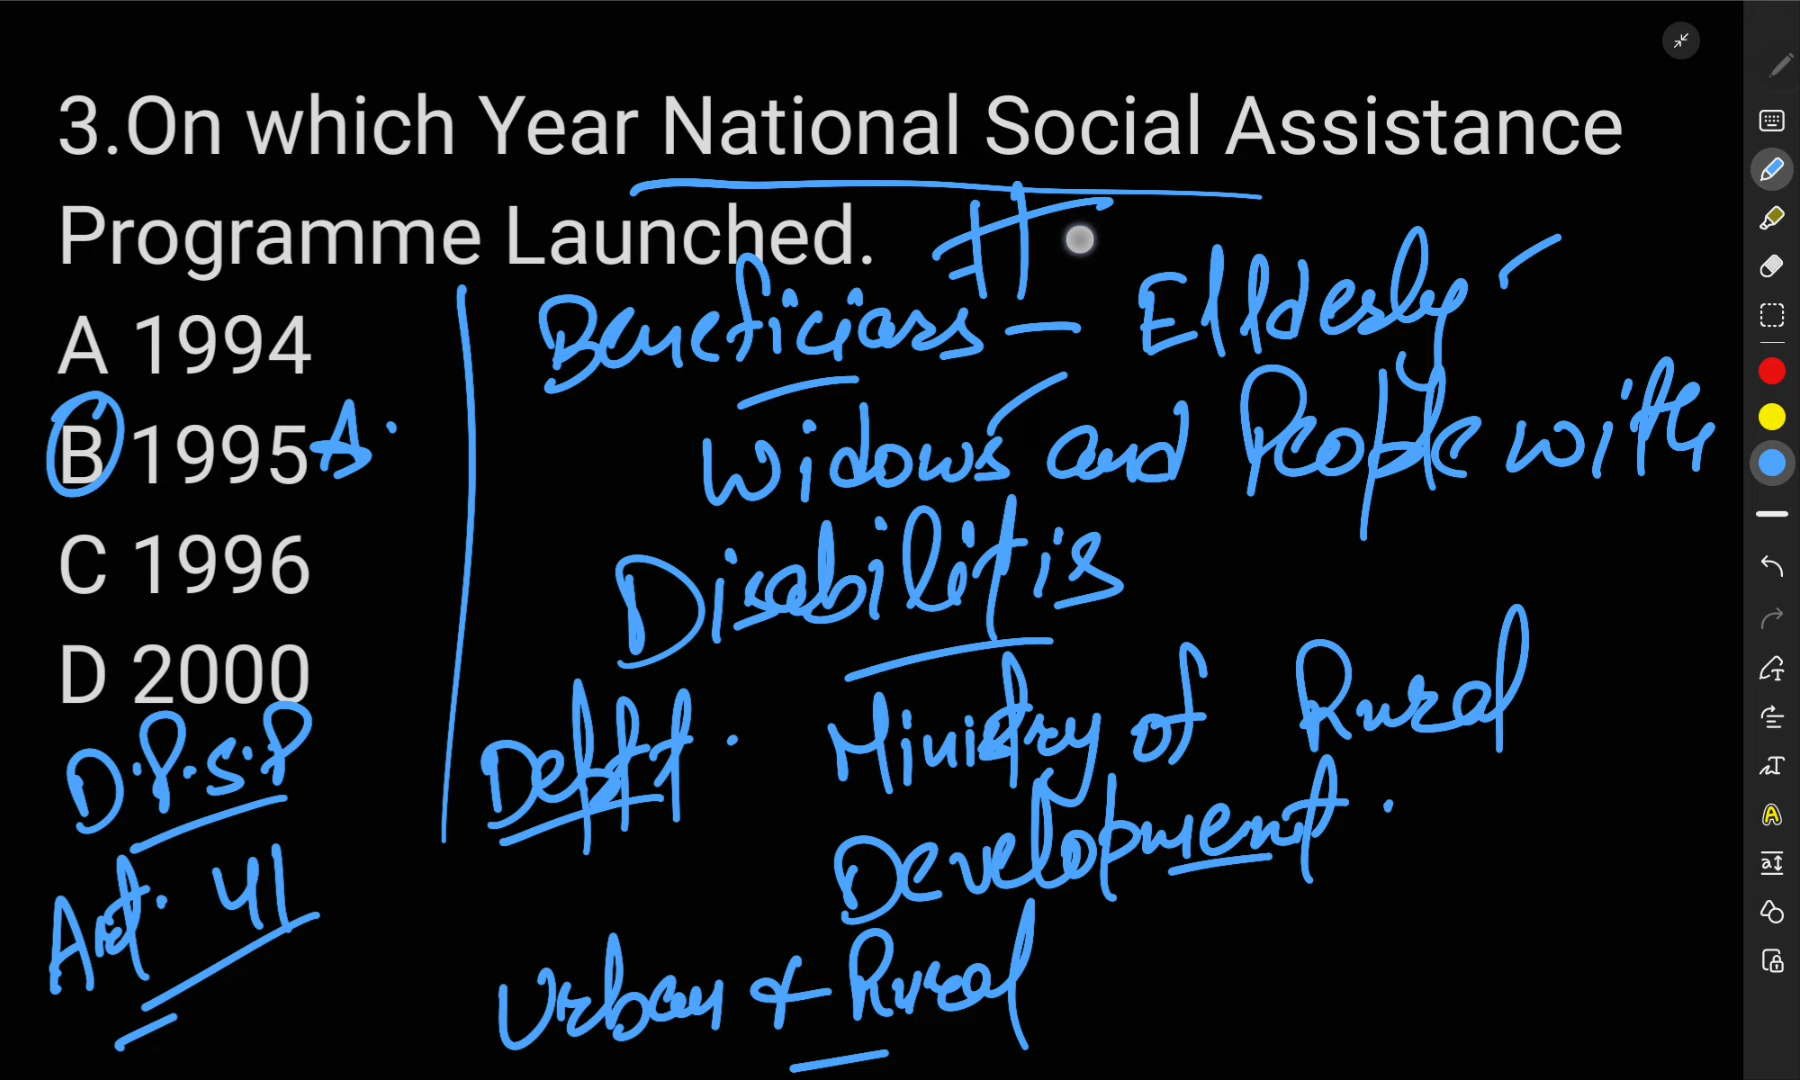 3.On which Year National Social Assistance
Programme Launched.
A 1994
B 1995 A.
C 1996
D 2000
D.P.S.P
Art. 41
Beneficiars - Ellderly
Widows and People with
Disabilitis
Deptt. Ministry of Rural
Development.
Urban & Rural